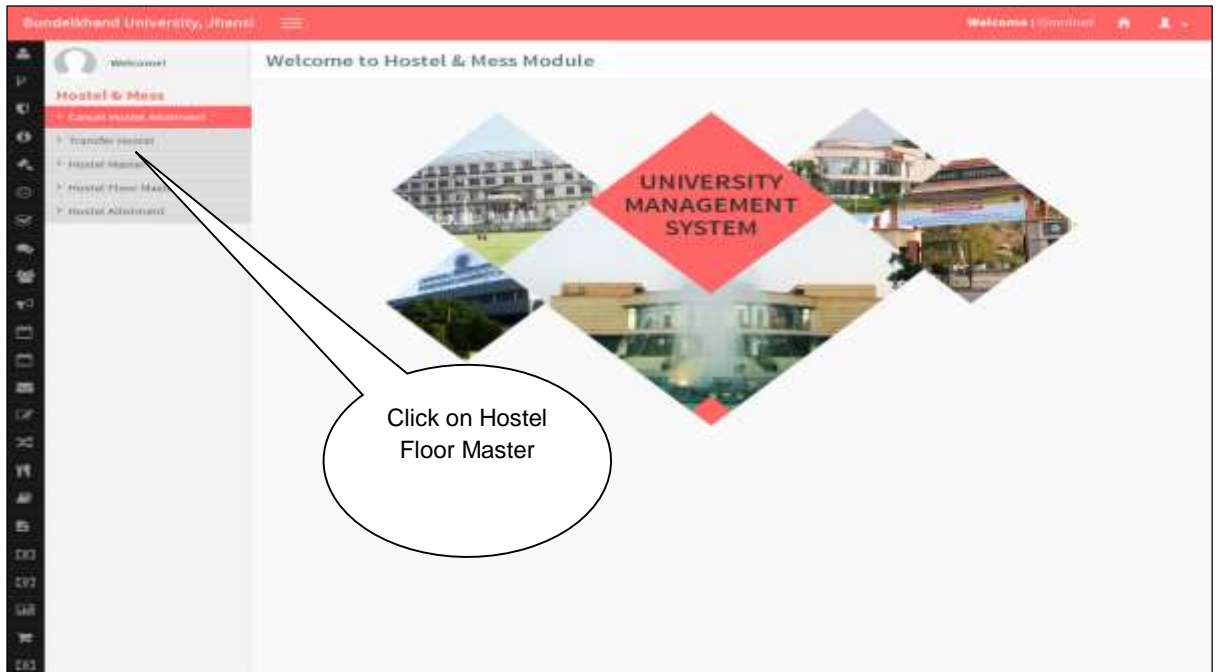 Bundelkhand University, Jhansi
Welcome :
Welcome!
Welcome to Hostel & Mess Module
Hostel & Mess
Cancel Hostel Allotment
Transfer Hostel
Hostel Master
Hostel Floor Mast
Hostel Allotment
UNIVERSITY
MANAGEMENT
SYSTEM
Click on Hostel
Floor Master